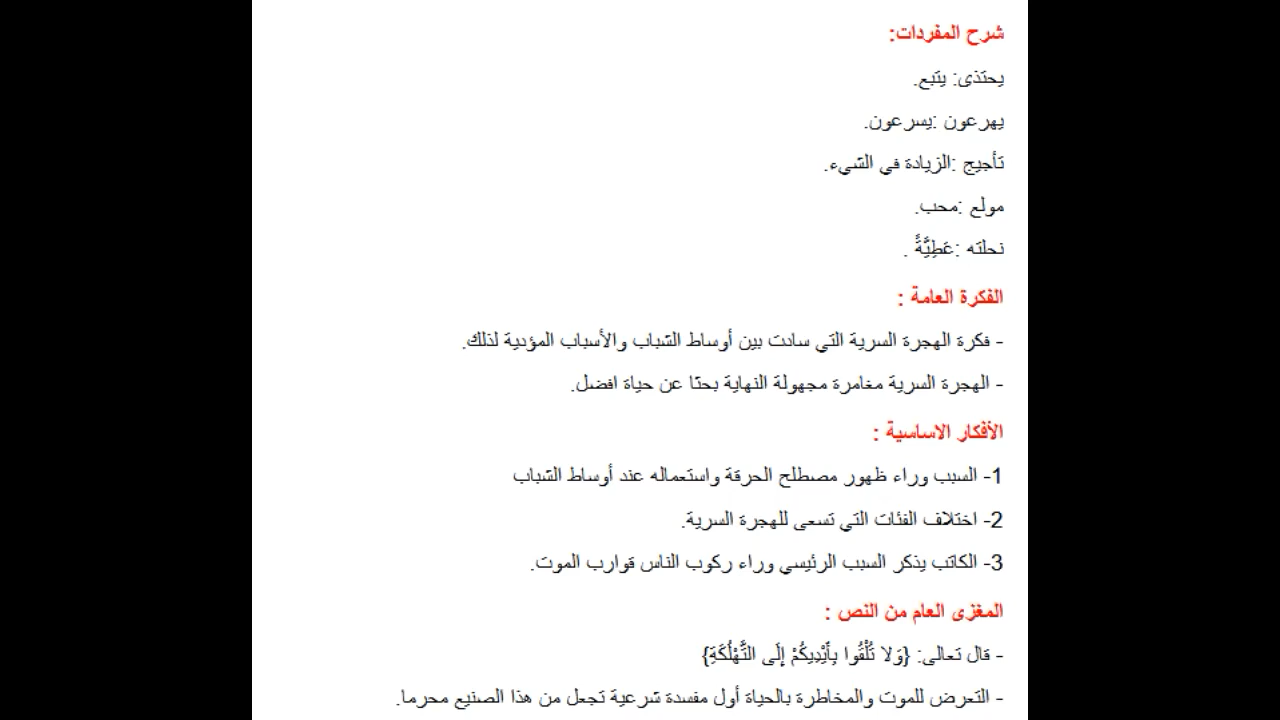 شرح المفردات:
يحتذى: يتبع.
يهرعون :يسرعون.
تأجيج :الزيادة في الشيء.
مولع :محب.
نحلته :عَطِيَّةً .
الفكرة العامة :
- فكرة الهجرة السرية التي سادت بين أوساط الشباب والأسباب المؤدية لذلك.
- الهجرة السرية مغامرة مجهولة النهاية بحثا عن حياة افضل.
الأفكار الاساسية :
1- السبب وراء ظهور مصطلح الحرقة واستعماله عند أوساط الشباب
2- اختلاف الفئات التي تسعى للهجرة السرية.
3- الكاتب يذكر السبب الرئيسي وراء ركوب الناس قوارب الموت.
المغزى العام من النص :
- قال تعالى: {وَلا تُلْقُوا بِأَيْدِيكُمْ إِلَى التَّهْلُكَةِ}
- التعرض للموت والمخاطرة بالحياة أول مفسدة شرعية تجعل من هذا الصنيع محرما.